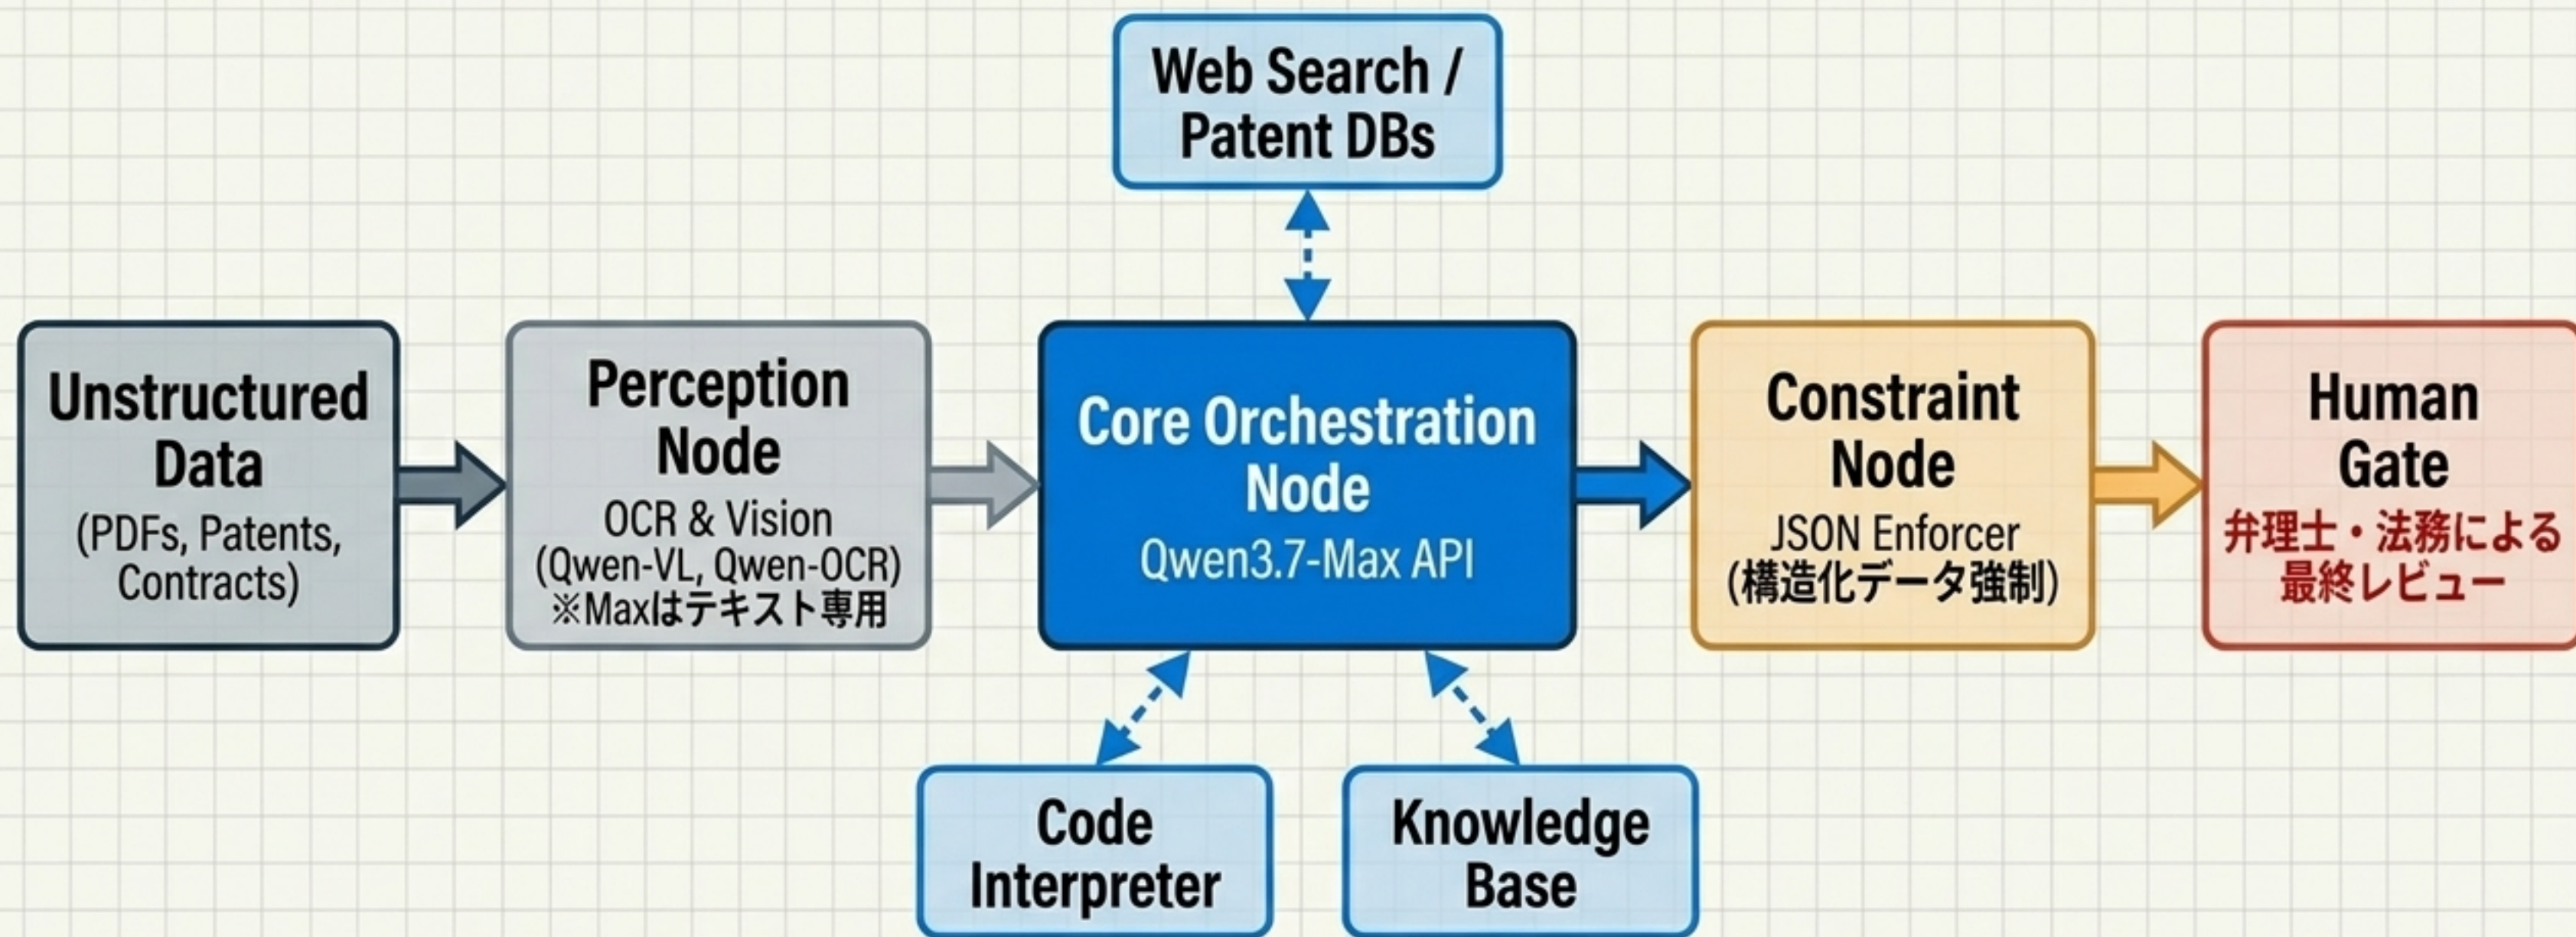 Web Search /
Patent DBs
Unstructured
Data
(PDFs, Patents,
Contracts)
Perception
Node
OCR & Vision
(Qwen-VL, Qwen-OCR)
※Maxはテキスト専用
Core Orchestration
Node
Qwen3.7-Max API
Constraint
Node
JSON Enforcer
(構造化データ強制)
Human
Gate
弁理士・法務による
最終レビュー
Code
Interpreter
Knowledge
Base